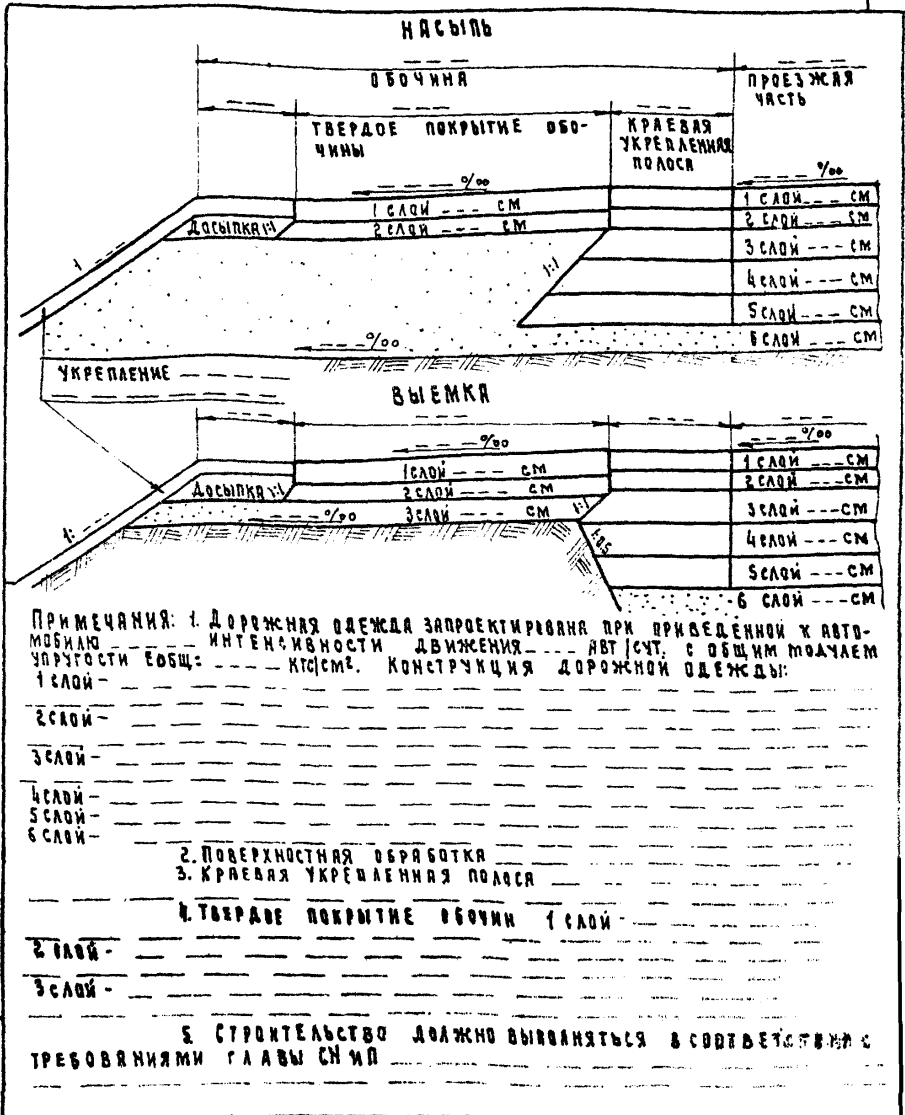 НАСЫПЬ
ОБОЧИНА
ПРОЕЗЖАЯ
ЧАСТЬ
ТВЕРДОЕ ПОКРЫТИЕ ОБО-
ЧИНЫ
КРАЕВАЯ
УКРЕПЛЕННАЯ
ПОЛОСА
‰
‰
1 СЛОЙ --- СМ
1 СЛОЙ --- СМ
ДОСЫПКА 1:1
2 СЛОЙ --- СМ
2 СЛОЙ --- СМ
3 СЛОЙ --- СМ
1:1
4 СЛОЙ --- СМ
5 СЛОЙ --- СМ
6 СЛОЙ --- СМ
‰
УКРЕПЛЕНИЕ
ВЫЕМКА
‰
‰
1 СЛОЙ --- СМ
1 СЛОЙ --- СМ
ДОСЫПКА 1:1
2 СЛОЙ --- СМ
2 СЛОЙ --- СМ
‰
3 СЛОЙ --- СМ
1:1
3 СЛОЙ --- СМ
1:
1:0,5
4 СЛОЙ --- СМ
5 СЛОЙ --- СМ
6 СЛОЙ --- СМ
ПРИМЕЧАНИЯ: 1. ДОРОЖНАЯ ОДЕЖДА ЗАПРОЕКТИРОВАНА ПРИ ПРИВЕДЕННОЙ К АВТО-
МОБИЛЮ ------ ИНТЕНСИВНОСТИ ДВИЖЕНИЯ ---- АВТ/СУТ. С ОБЩИМ МОДУЛЕМ
УПРУГОСТИ ЕОБЩ: ---- КГС/СМ². КОНСТРУКЦИЯ ДОРОЖНОЙ ОДЕЖДЫ:
1 СЛОЙ -
2 СЛОЙ -
3 СЛОЙ -
4 СЛОЙ -
5 СЛОЙ -
6 СЛОЙ -
2. ПОВЕРХНОСТНАЯ ОБРАБОТКА
3. КРАЕВАЯ УКРЕПЛЕННАЯ ПОЛОСА
4. ТВЕРДОЕ ПОКРЫТИЕ ОБОЧИН 1 СЛОЙ -
2 СЛОЙ -
3 СЛОЙ -
5. СТРОИТЕЛЬСТВО ДОЛЖНО ВЫПОЛНЯТЬСЯ В СООТВЕТСТВИИ С
ТРЕБОВАНИЯМИ ГЛАВЫ СНиП